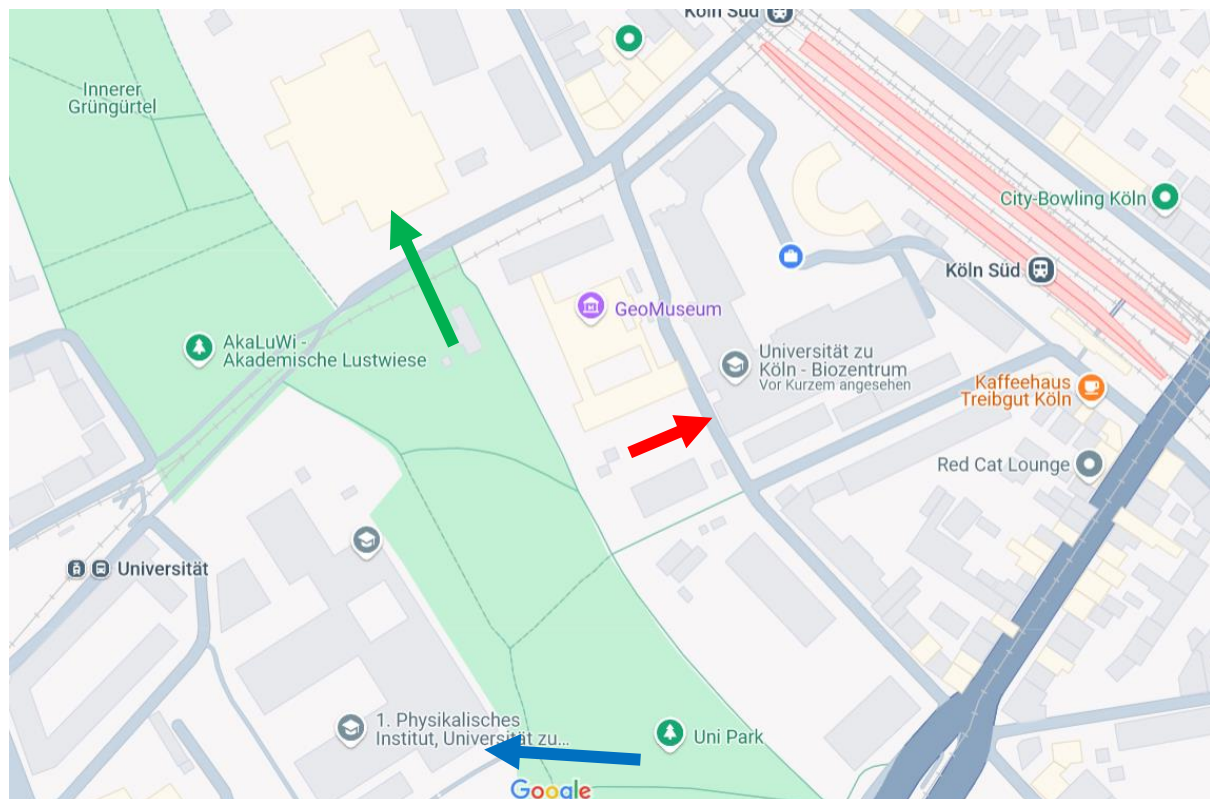 Köln Süd
Innerer
Grüngürtel
City-Bowling Köln
Köln Süd
GeoMuseum
AkaLuWi -
Akademische Lustwiese
Universität zu
Köln - Biozentrum
Vor Kurzem angesehen
Kaffeehaus
Treibgut Köln
Red Cat Lounge
Universität
1. Physikalisches
Institut, Universität zu...
Uni Park
Google